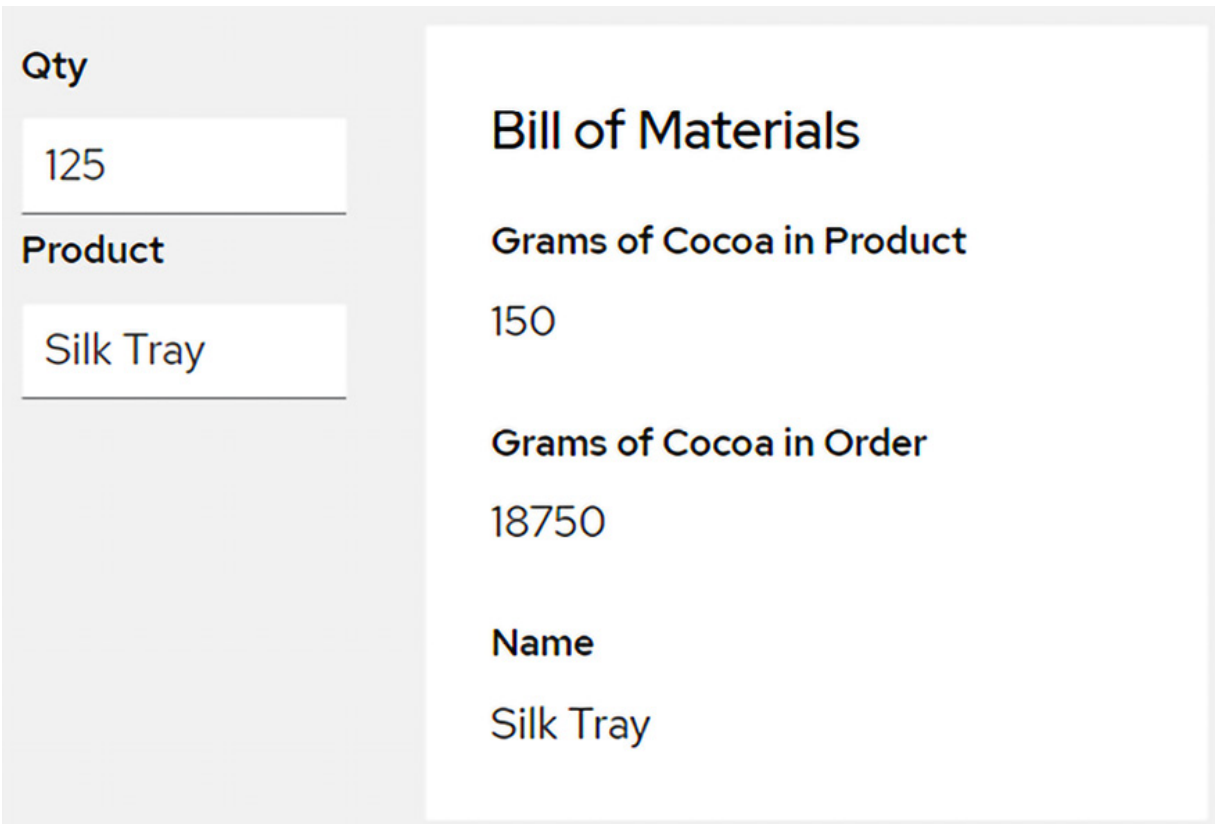 Qty
125
Product
Silk Tray
Bill of Materials
Grams of Cocoa in Product
150
Grams of Cocoa in Order
18750
Name
Silk Tray